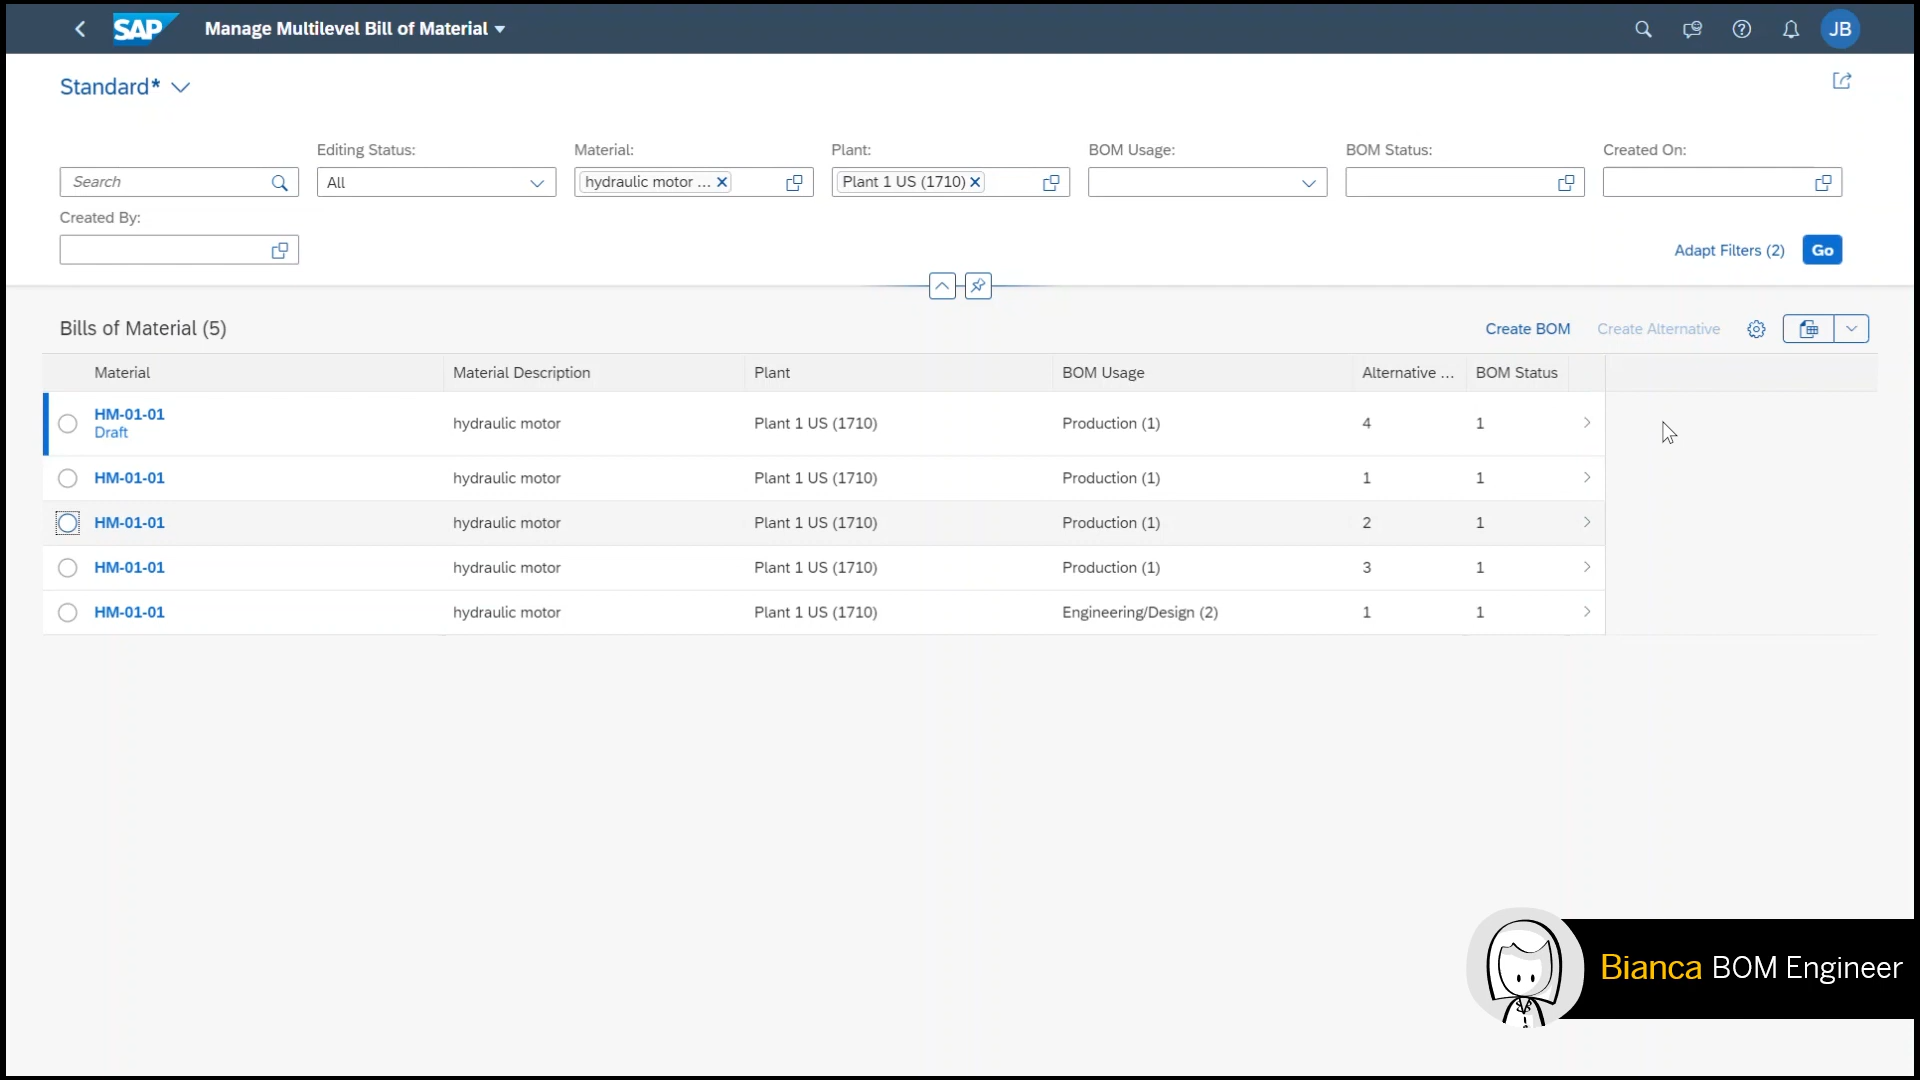 SAP Manage Multilevel Bill of Material JB
Standard*
Editing Status: Material: Plant: BOM Usage: BOM Status: Created On:
Search All hydraulic motor ... Plant 1 US (1710)
Created By:
Adapt Filters (2) Go
Bills of Material (5) Create BOM Create Alternative
Material Material Description Plant BOM Usage Alternative ... BOM Status
HM-01-01 hydraulic motor Plant 1 US (1710) Production (1) 4 1
Draft
HM-01-01 hydraulic motor Plant 1 US (1710) Production (1) 1 1
HM-01-01 hydraulic motor Plant 1 US (1710) Production (1) 2 1
HM-01-01 hydraulic motor Plant 1 US (1710) Production (1) 3 1
HM-01-01 hydraulic motor Plant 1 US (1710) Engineering/Design (2) 1 1
Bianca BOM Engineer